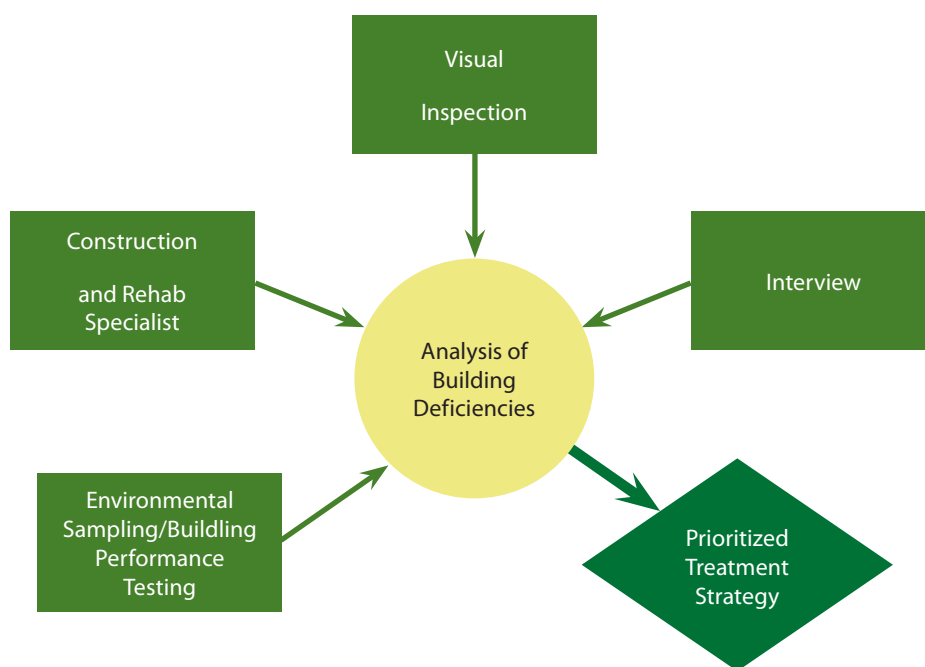 Visual
Inspection
Construction
and Rehab
Specialist
Interview
Analysis of
Building
Deficiencies
Environmental
Sampling/Buildling
Performance
Testing
Prioritized
Treatment
Strategy